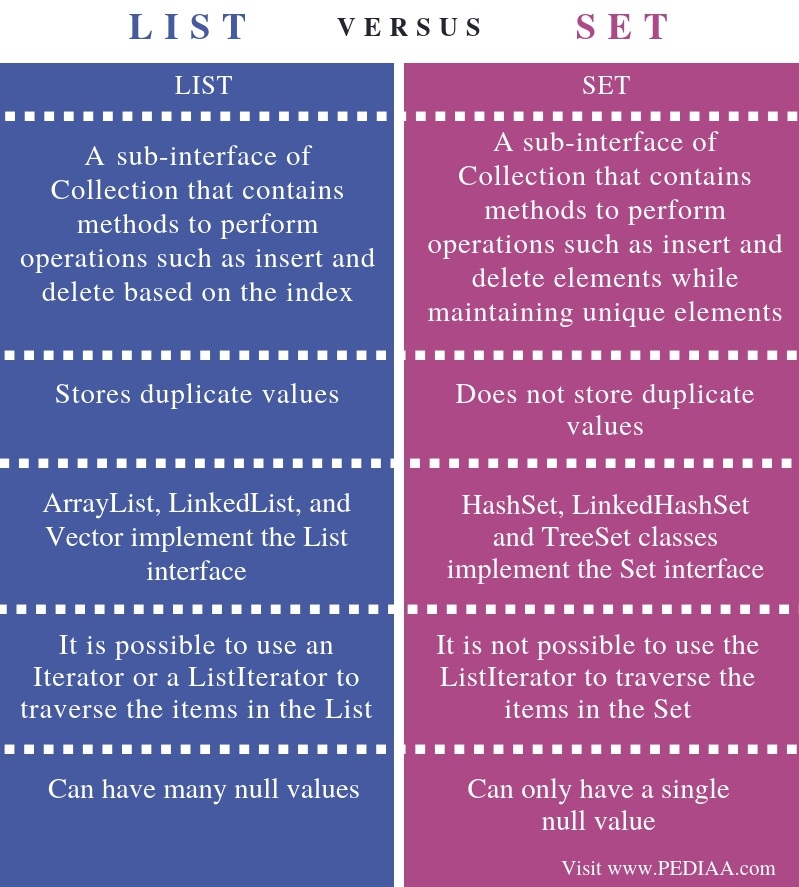 LIST VERSUS SET
LIST
A sub-interface of
Collection that contains
methods to perform
operations such as insert and
delete based on the index
Stores duplicate values
ArrayList, LinkedList, and
Vector implement the List
interface
It is possible to use an
Iterator or a ListIterator to
traverse the items in the List
Can have many null values
SET
A sub-interface of
Collection that contains
methods to perform
operations such as insert and
delete elements while
maintaining unique elements
Does not store duplicate
values
HashSet, LinkedHashSet
and TreeSet classes
implement the Set interface
It is not possible to use the
ListIterator to traverse the
items in the Set
Can only have a single
null value
Visit www.PEDIAA.com